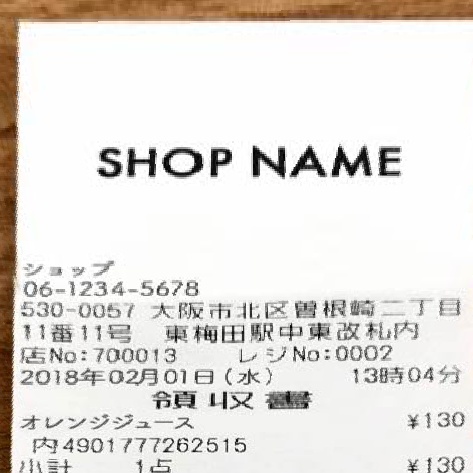 SHOP NAME
ショップ
06-1234-5678
530-0057 大阪市北区曽根崎二丁目
11番11号 東梅田駅中東改札内
店No:700013 レジNo:0002
2018年02月01日(水) 13時04分
領収書
オレンジジュース ¥130
内4901777262515
小計 1点 ¥130